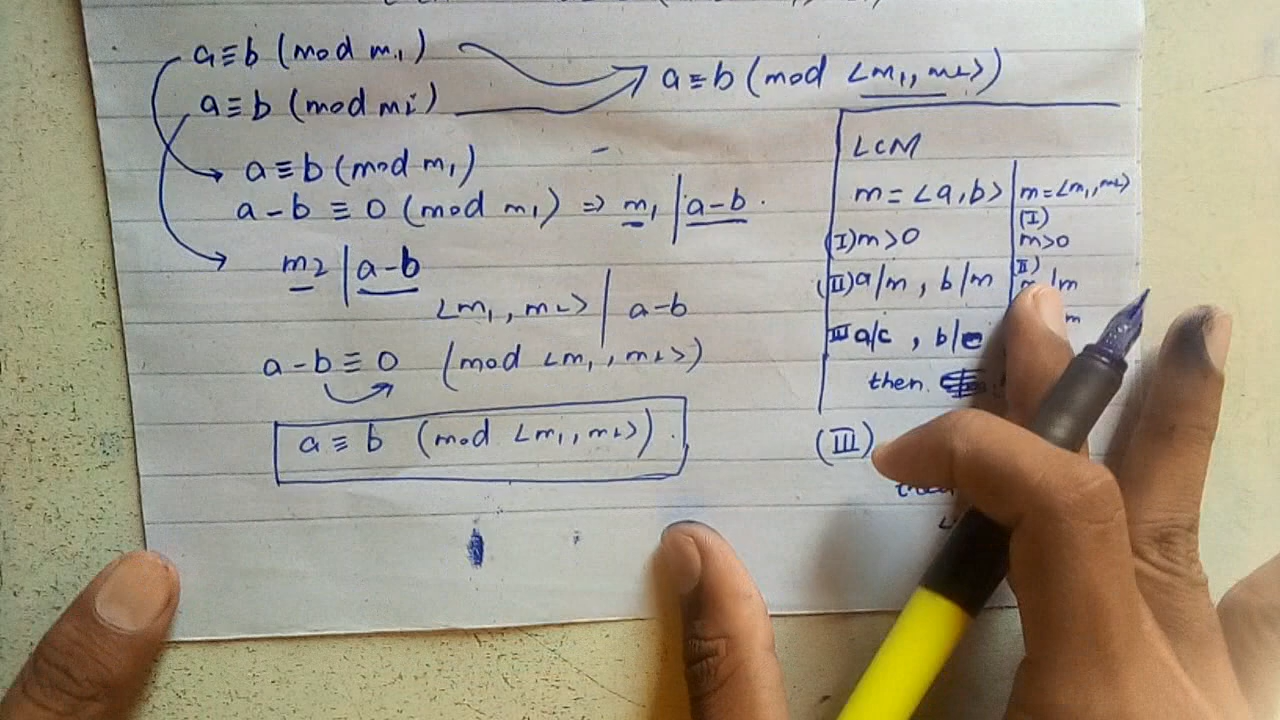 a ≡ b (mod m₁)
a ≡ b (mod <m₁, m₂>)
a ≡ b (mod m₂)
a ≡ b (mod m₁)
a - b ≡ 0 (mod m₁) ⇒ m₁ | a-b.
m₂ | a-b
<m₁, m₂> | a-b
a - b ≡ 0 (mod <m₁, m₂>)
a ≡ b (mod <m₁, m₂>).
LCM
m = <a, b>
(I) m>0
(II) a/m , b/m
III a/c , b/c
then
m = <m₁, m₂>
(I)
m>0
II)
/m
m
(III)